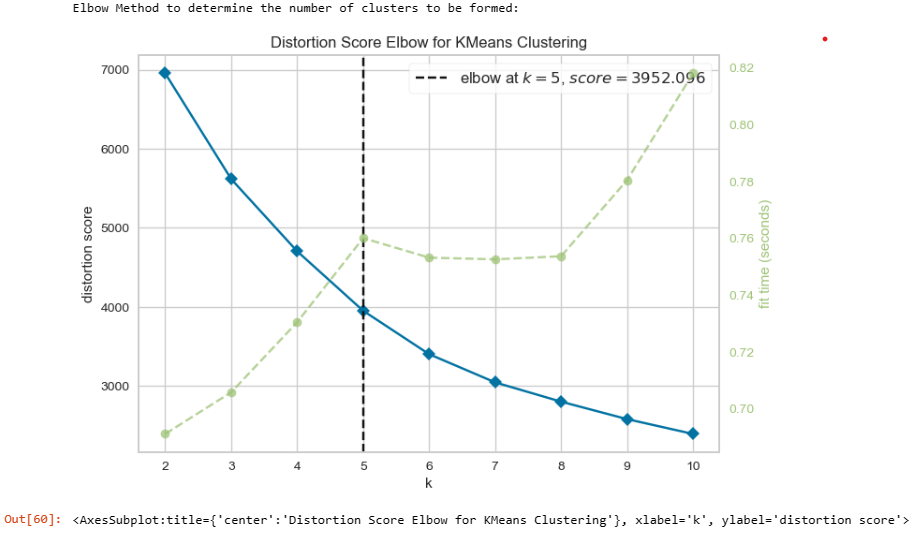 Elbow Method to determine the number of clusters to be formed:
Distortion Score Elbow for KMeans Clustering
elbow at k = 5, score = 3952.096
7000
6000
5000
4000
3000
distortion score
0.82
0.80
0.78
0.76
0.74
0.72
0.70
fit time (seconds)
2 3 4 5 6 7 8 9 10
k
Out[60]: <AxesSubplot:title={'center':'Distortion Score Elbow for KMeans Clustering'}, xlabel='k', ylabel='distortion score'>